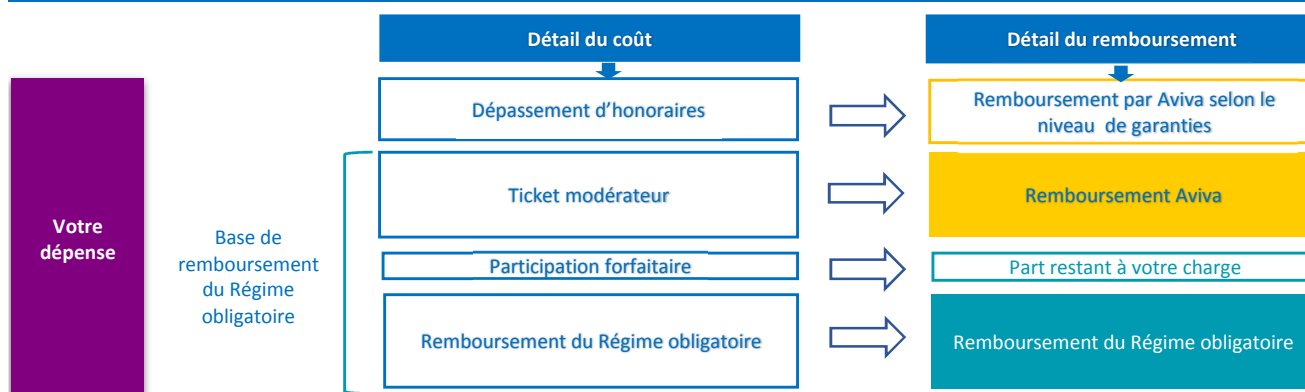 Détail du coût
Détail du remboursement
Dépassement d’honoraires
Remboursement par Aviva selon le
niveau de garanties
Ticket modérateur
Remboursement Aviva
Votre
dépense
Base de
remboursement
du Régime
obligatoire
Participation forfaitaire
Part restant à votre charge
Remboursement du Régime obligatoire
Remboursement du Régime obligatoire